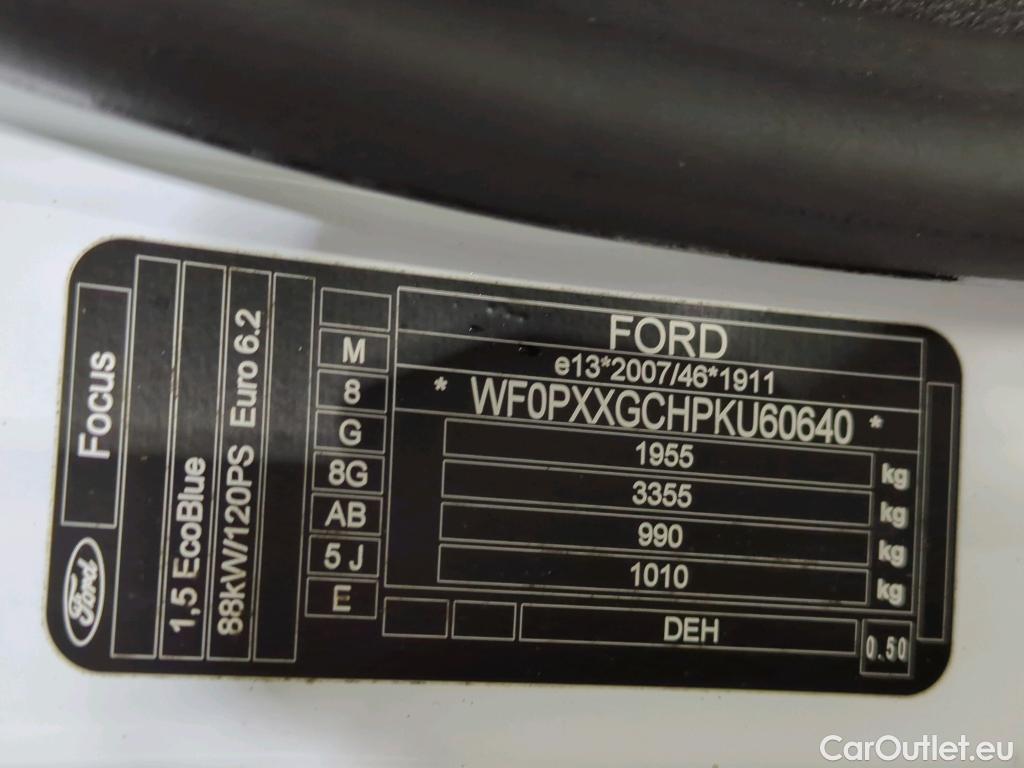 FORD
e13*2007/46*1911
* WF0PXXGCHPKU60640 *
1955 kg
3355 kg
990 kg
1010 kg
DEH
0.50
M
8
G
8G
AB
5 J
E
Focus
Ford
1,5 EcoBlue
88kW/120PS Euro 6.2
CarOutlet.eu